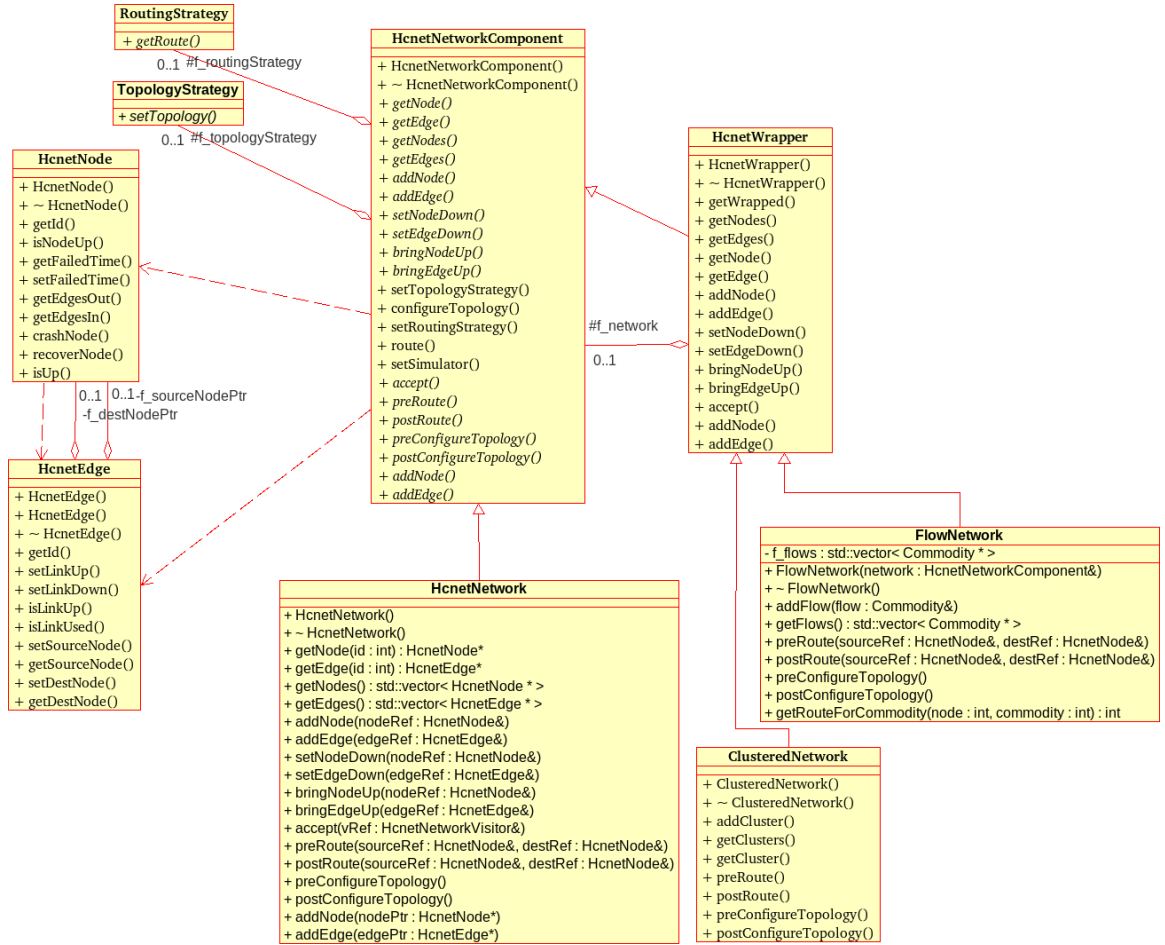 RoutingStrategy
+ getRoute()
0..1 #f_routingStrategy
TopologyStrategy
+ setTopology()
0..1 #f_topologyStrategy
HcnetNode
+ HcnetNode()
+ ~ HcnetNode()
+ getId()
+ isNodeUp()
+ getFailedTime()
+ setFailedTime()
+ getEdgesOut()
+ getEdgesIn()
+ crashNode()
+ recoverNode()
+ isUp()
0..1 0..1 -f_sourceNodePtr
-f_destNodePtr
HcnetEdge
+ HcnetEdge()
+ HcnetEdge()
+ ~ HcnetEdge()
+ getId()
+ setLinkUp()
+ setLinkDown()
+ isLinkUp()
+ isLinkUsed()
+ setSourceNode()
+ getSourceNode()
+ setDestNode()
+ getDestNode()
HcnetNetworkComponent
+ HcnetNetworkComponent()
+ ~ HcnetNetworkComponent()
+ getNode()
+ getEdge()
+ getNodes()
+ getEdges()
+ addNode()
+ addEdge()
+ setNodeDown()
+ setEdgeDown()
+ bringNodeUp()
+ bringEdgeUp()
+ setTopologyStrategy()
+ configureTopology()
+ setRoutingStrategy()
+ route()
+ setSimulator()
+ accept()
+ preRoute()
+ postRoute()
+ preConfigureTopology()
+ postConfigureTopology()
+ addNode()
+ addEdge()
#f_network
0..1
HcnetWrapper
+ HcnetWrapper()
+ ~ HcnetWrapper()
+ getWrapped()
+ getNodes()
+ getEdges()
+ getNode()
+ getEdge()
+ addNode()
+ addEdge()
+ setNodeDown()
+ setEdgeDown()
+ bringNodeUp()
+ bringEdgeUp()
+ accept()
+ addNode()
+ addEdge()
HcnetNetwork
+ HcnetNetwork()
+ ~ HcnetNetwork()
+ getNode(id : int) : HcnetNode*
+ getEdge(id : int) : HcnetEdge*
+ getNodes() : std::vector< HcnetNode * >
+ getEdges() : std::vector< HcnetEdge * >
+ addNode(nodeRef : HcnetNode&)
+ addEdge(edgeRef : HcnetEdge&)
+ setNodeDown(nodeRef : HcnetNode&)
+ setEdgeDown(edgeRef : HcnetEdge&)
+ bringNodeUp(nodeRef : HcnetNode&)
+ bringEdgeUp(edgeRef : HcnetEdge&)
+ accept(vRef : HcnetNetworkVisitor&)
+ preRoute(sourceRef : HcnetNode&, destRef : HcnetNode&)
+ postRoute(sourceRef : HcnetNode&, destRef : HcnetNode&)
+ preConfigureTopology()
+ postConfigureTopology()
+ addNode(nodePtr : HcnetNode*)
+ addEdge(edgePtr : HcnetEdge*)
FlowNetwork
- f_flows : std::vector< Commodity * >
+ FlowNetwork(network : HcnetNetworkComponent&)
+ ~ FlowNetwork()
+ addFlow(flow : Commodity&)
+ getFlows() : std::vector< Commodity * >
+ preRoute(sourceRef : HcnetNode&, destRef : HcnetNode&)
+ postRoute(sourceRef : HcnetNode&, destRef : HcnetNode&)
+ preConfigureTopology()
+ postConfigureTopology()
+ getRouteForCommodity(node : int, commodity : int) : int
ClusteredNetwork
+ ClusteredNetwork()
+ ~ ClusteredNetwork()
+ addCluster()
+ getClusters()
+ getCluster()
+ preRoute()
+ postRoute()
+ preConfigureTopology()
+ postConfigureTopology()